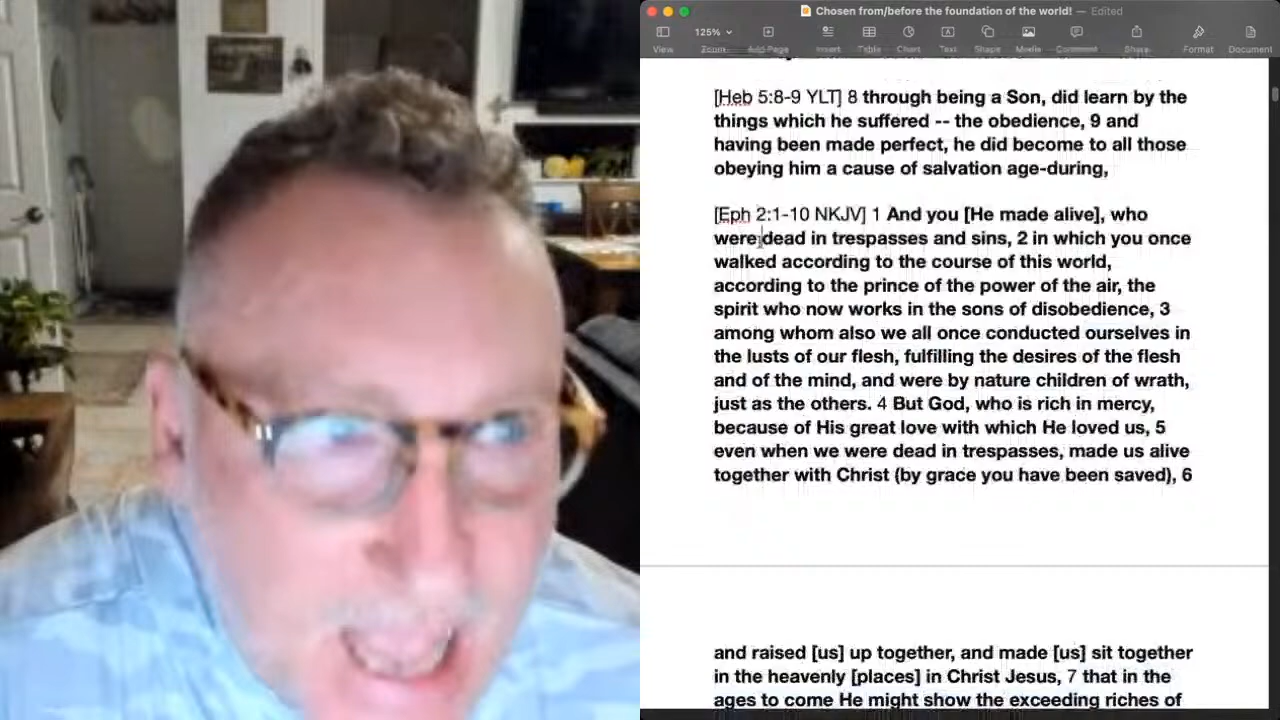 Chosen from/before the foundation of the world! — Edited
125%
View Zoom Add Page Insert Table Chart Text Shape Media Comment Share Format Document
[Heb 5:8-9 YLT] 8 through being a Son, did learn by the
things which he suffered -- the obedience, 9 and
having been made perfect, he did become to all those
obeying him a cause of salvation age-during,
[Eph 2:1-10 NKJV] 1 And you [He made alive], who
were dead in trespasses and sins, 2 in which you once
walked according to the course of this world,
according to the prince of the power of the air, the
spirit who now works in the sons of disobedience, 3
among whom also we all once conducted ourselves in
the lusts of our flesh, fulfilling the desires of the flesh
and of the mind, and were by nature children of wrath,
just as the others. 4 But God, who is rich in mercy,
because of His great love with which He loved us, 5
even when we were dead in trespasses, made us alive
together with Christ (by grace you have been saved), 6
and raised [us] up together, and made [us] sit together
in the heavenly [places] in Christ Jesus, 7 that in the
ages to come He might show the exceeding riches of